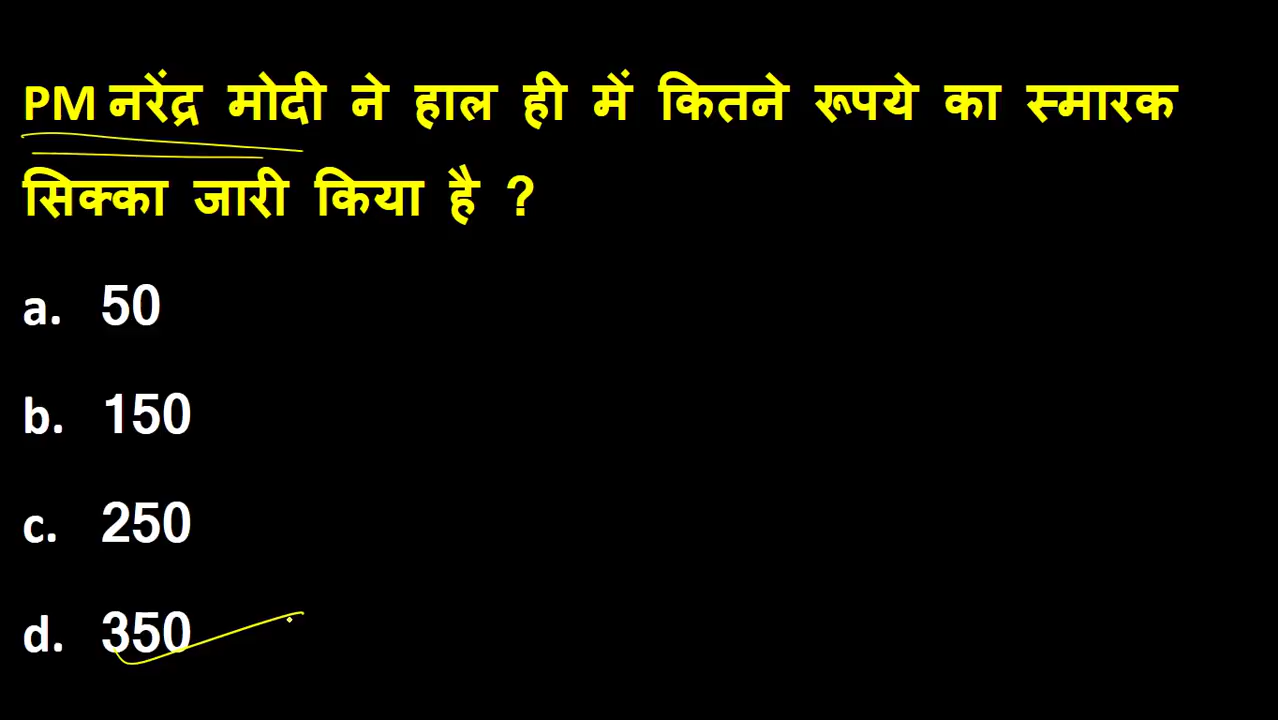 PM नरेंद्र मोदी ने हाल ही में कितने रूपये का स्मारक
सिक्का जारी किया है ?
a. 50
b. 150
c. 250
d. 350